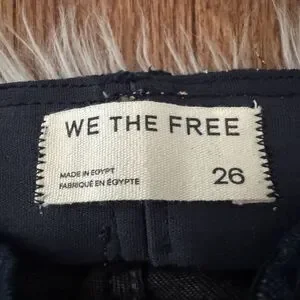 WE THE FREE
MADE IN EGYPT
FABRIQUÉ EN ÉGYPTE
26